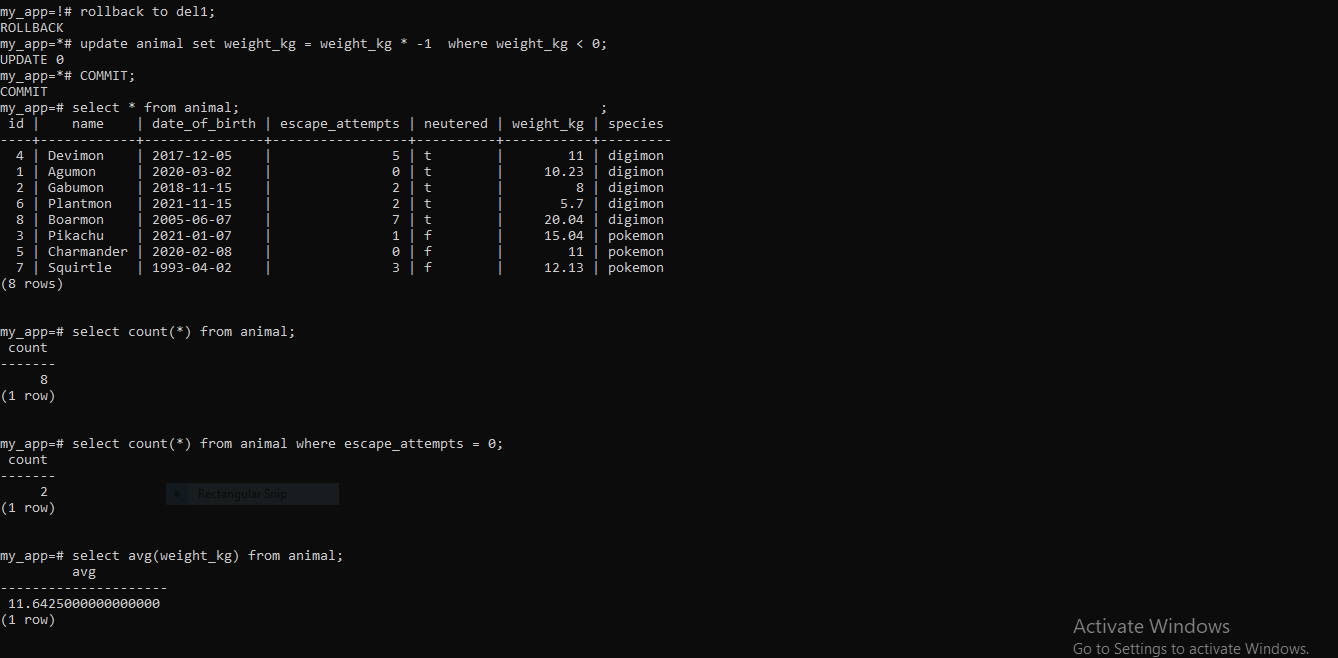 my_app=!# rollback to del1;
ROLLBACK
my_app=*# update animal set weight_kg = weight_kg * -1  where weight_kg < 0;
UPDATE 0
my_app=*# COMMIT;
COMMIT
my_app=# select * from animal;                                             ;
 id |    name    | date_of_birth | escape_attempts | neutered | weight_kg | species
----+------------+---------------+-----------------+----------+-----------+---------
  4 | Devimon    | 2017-12-05    |               5 | t        |        11 | digimon
  1 | Agumon     | 2020-03-02    |               0 | t        |     10.23 | digimon
  2 | Gabumon    | 2018-11-15    |               2 | t        |         8 | digimon
  6 | Plantmon   | 2021-11-15    |               2 | t        |       5.7 | digimon
  8 | Boarmon    | 2005-06-07    |               7 | t        |     20.04 | digimon
  3 | Pikachu    | 2021-01-07    |               1 | f        |     15.04 | pokemon
  5 | Charmander | 2020-02-08    |               0 | f        |        11 | pokemon
  7 | Squirtle   | 1993-04-02    |               3 | f        |     12.13 | pokemon
(8 rows)
my_app=# select count(*) from animal;
 count
-------
     8
(1 row)
my_app=# select count(*) from animal where escape_attempts = 0;
 count
-------
     2
Rectangular Snip
(1 row)
my_app=# select avg(weight_kg) from animal;
         avg
---------------------
 11.6425000000000000
(1 row)
Activate Windows
Go to Settings to activate Windows.